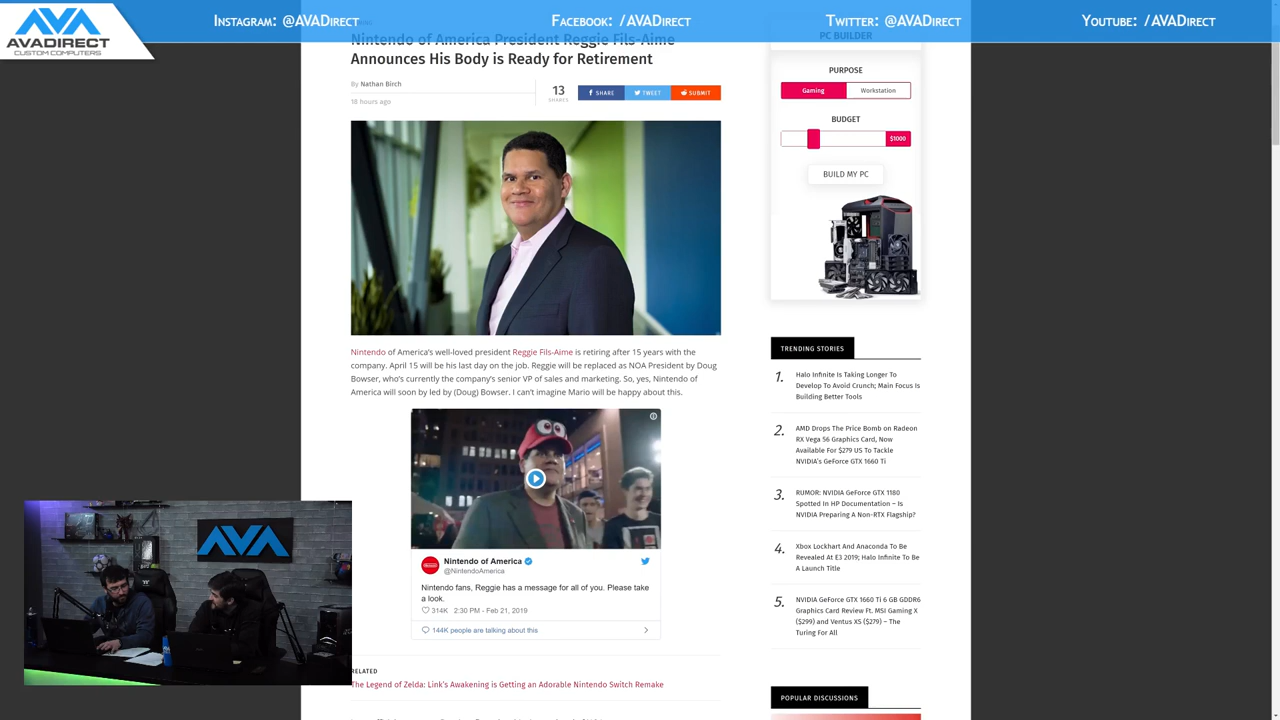 INSTAGRAM: @AVADIRECT
FACEBOOK: /AVADIRECT
TWITTER: @AVADIRECT
YOUTUBE: /AVADIRECT
AVADIRECT
CUSTOM COMPUTERS
Nintendo of America President Reggie Fils-Aime
Announces His Body is Ready for Retirement
By Nathan Birch
18 hours ago
13
SHARES
SHARE
TWEET
SUBMIT
Nintendo of America's well-loved president Reggie Fils-Aime is retiring after 15 years with the
company. April 15 will be his last day on the job. Reggie will be replaced as NOA President by Doug
Bowser, who's currently the company's senior VP of sales and marketing. So, yes, Nintendo of
America will soon by led by (Doug) Bowser. I can't imagine Mario will be happy about this.
Nintendo of America
@NintendoAmerica
Nintendo fans, Reggie has a message for all of you. Please take
a look.
314K 2:30 PM - Feb 21, 2019
144K people are talking about this
RELATED
The Legend of Zelda: Link's Awakening is Getting an Adorable Nintendo Switch Remake
PC BUILDER
PURPOSE
Gaming
Workstation
BUDGET
$1000
BUILD MY PC
TRENDING STORIES
1. Halo Infinite Is Taking Longer To
Develop To Avoid Crunch; Main Focus Is
Building Better Tools
2. AMD Drops The Price Bomb on Radeon
RX Vega 56 Graphics Card, Now
Available For $279 US To Tackle
NVIDIA's GeForce GTX 1660 Ti
3. RUMOR: NVIDIA GeForce GTX 1180
Spotted In HP Documentation – Is
NVIDIA Preparing A Non-RTX Flagship?
4. Xbox Lockhart And Anaconda To Be
Revealed At E3 2019; Halo Infinite To Be
A Launch Title
5. NVIDIA GeForce GTX 1660 Ti 6 GB GDDR6
Graphics Card Review Ft. MSI Gaming X
($299) and Ventus XS ($279) – The
Turing For All
POPULAR DISCUSSIONS
AVA